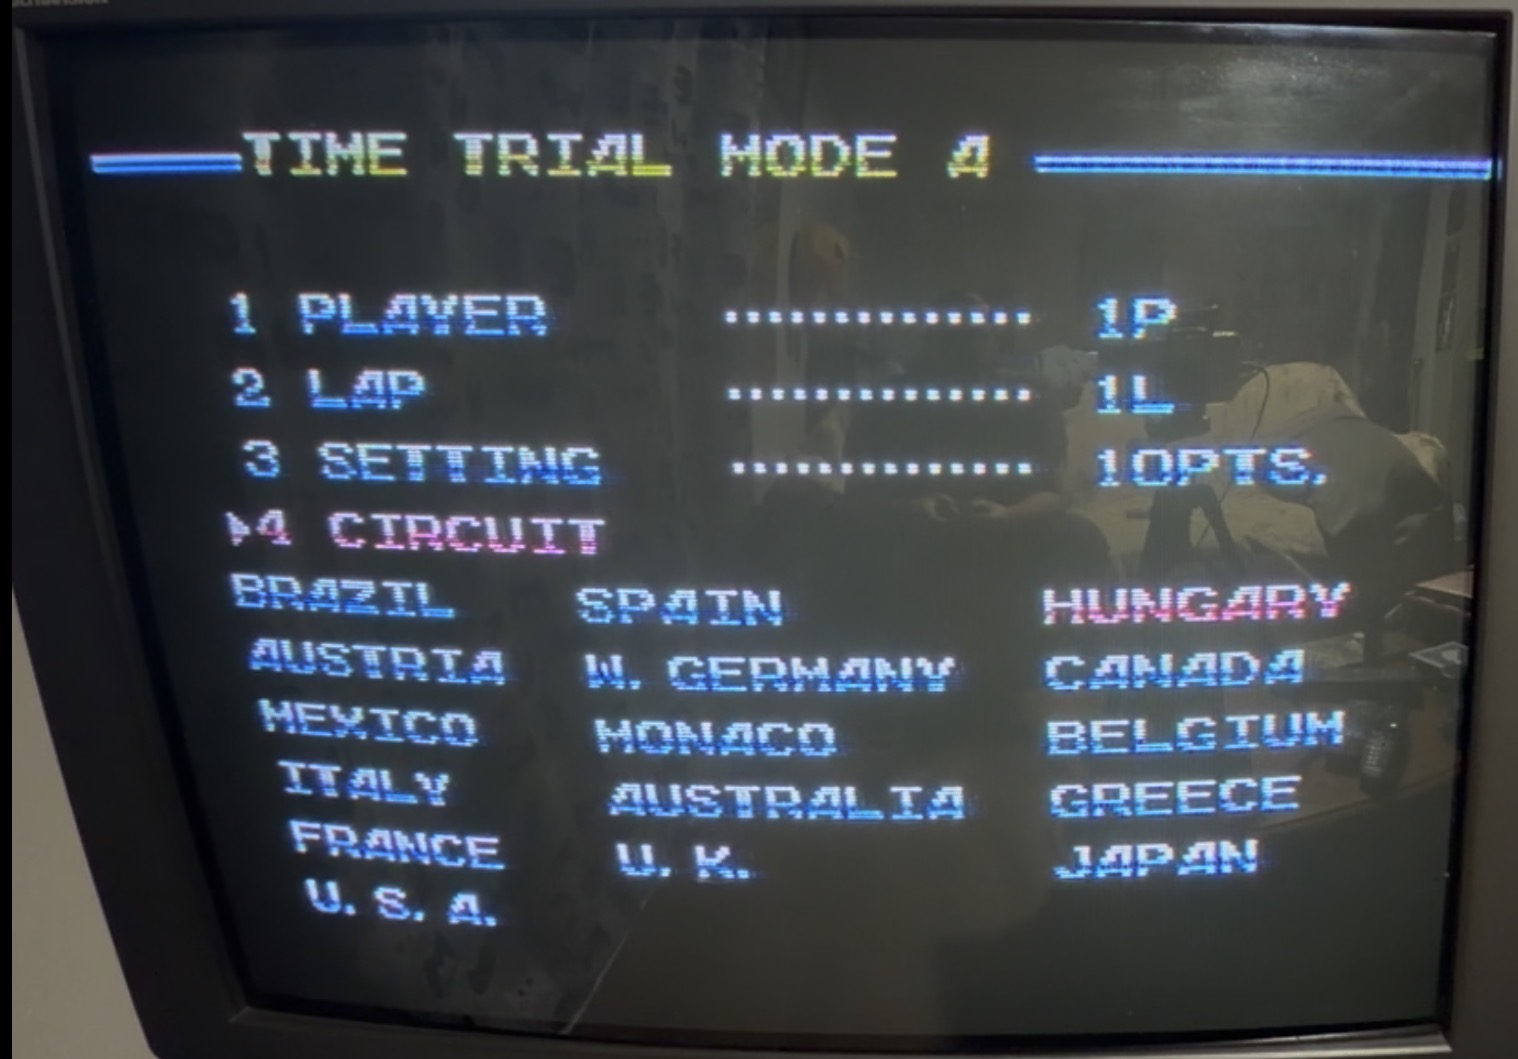 TIME TRIAL MODE A
1 PLAYER .............. 1P
2 LAP .............. 1L
3 SETTING .............. 10PTS.
▶4 CIRCUIT
BRAZIL SPAIN HUNGARY
AUSTRIA W. GERMANY CANADA
MEXICO MONACO BELGIUM
ITALY AUSTRALIA GREECE
FRANCE U. K. JAPAN
U. S. A.